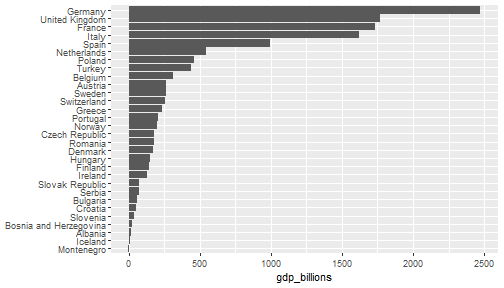 Germany
United Kingdom
France
Italy
Spain
Netherlands
Poland
Turkey
Belgium
Austria
Sweden
Switzerland
Greece
Portugal
Norway
Czech Republic
Romania
Denmark
Hungary
Finland
Ireland
Slovak Republic
Serbia
Bulgaria
Croatia
Slovenia
Bosnia and Herzegovina
Albania
Iceland
Montenegro
0 500 1000 1500 2000 2500
gdp_billions